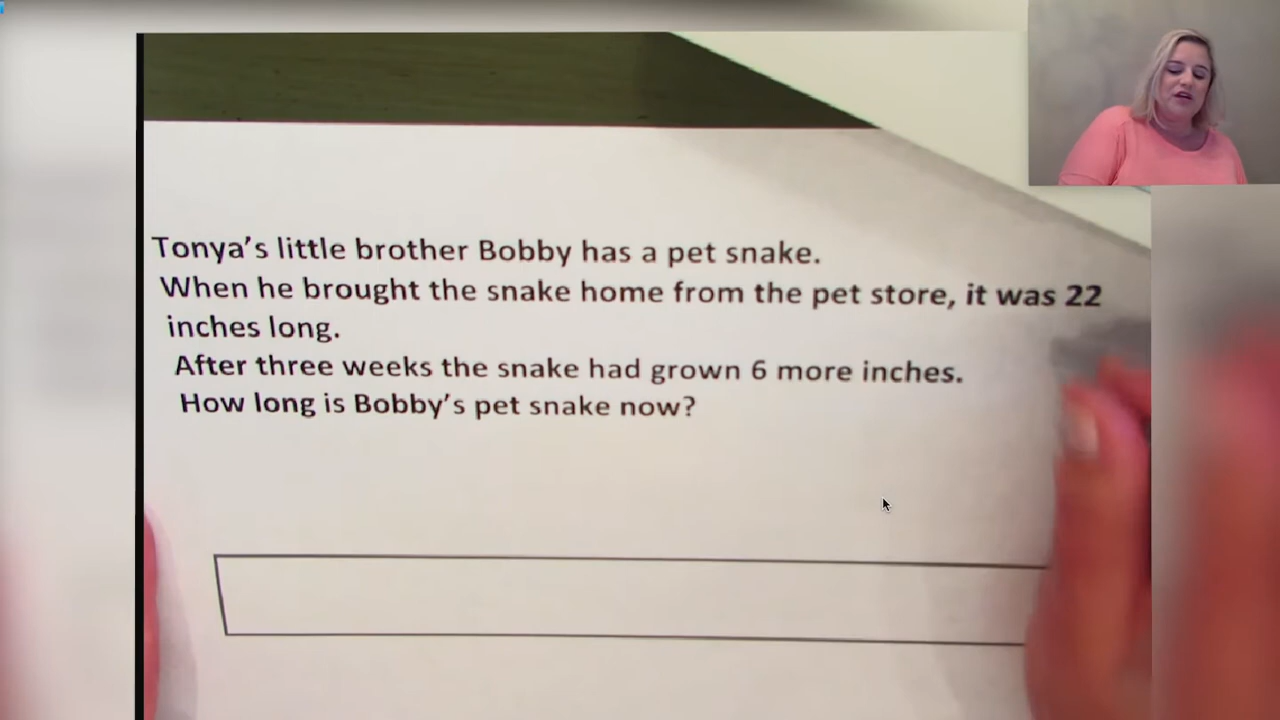 Tonya's little brother Bobby has a pet snake.
When he brought the snake home from the pet store, it was 22
inches long.
After three weeks the snake had grown 6 more inches.
How long is Bobby's pet snake now?